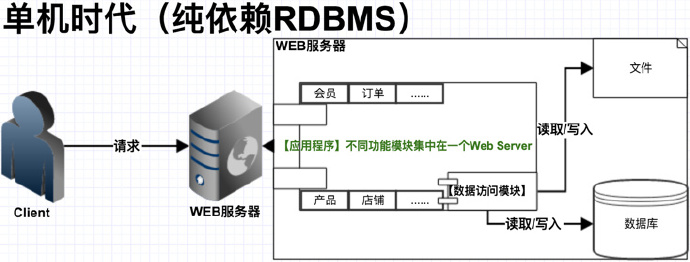 单机时代（纯依赖RDBMS）
WEB服务器
会员 订单 ......
文件
请求
【应用程序】不同功能模块集中在一个Web Server
读取/写入
【数据访问模块】
产品 店铺 ......
Client
WEB服务器
读取/写入
数据库